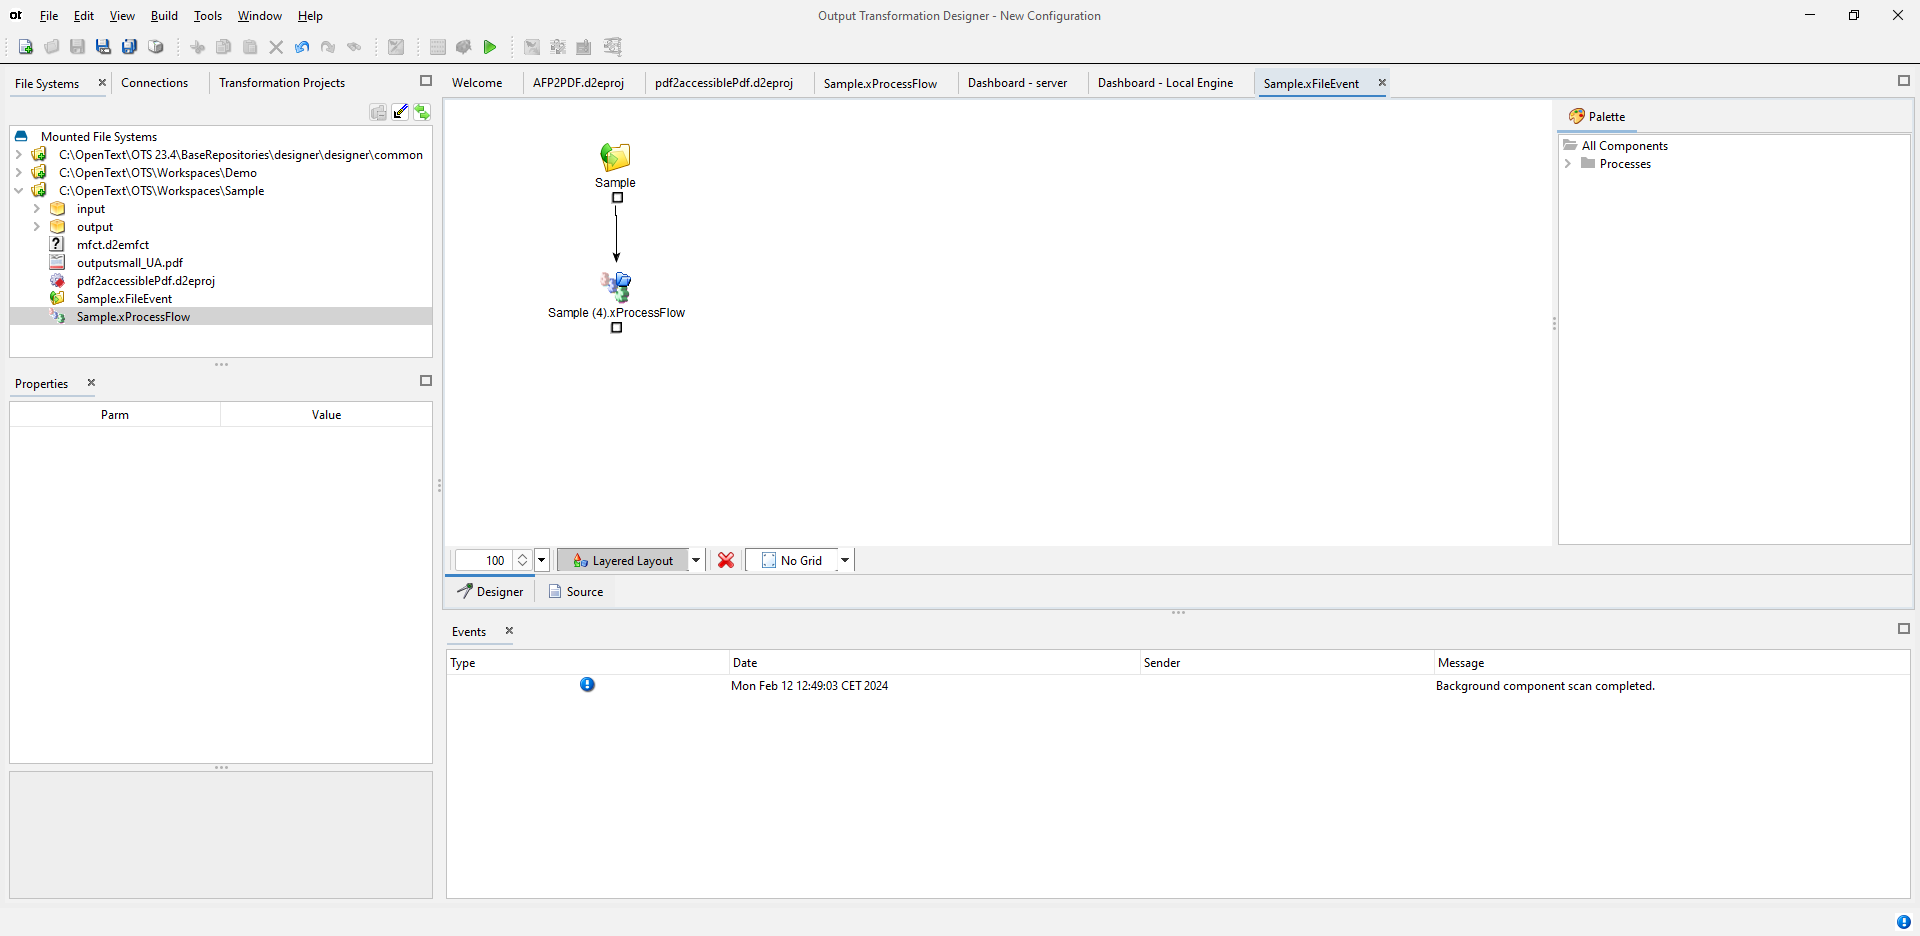 ot File Edit View Build Tools Window Help
Output Transformation Designer - New Configuration
File Systems Connections Transformation Projects
Welcome AFP2PDF.d2eproj pdf2accessiblePdf.d2eproj Sample.xProcessFlow Dashboard - server Dashboard - Local Engine Sample.xFileEvent
Mounted File Systems
C:\OpenText\OTS 23.4\BaseRepositories\designer\designer\common
C:\OpenText\OTS\Workspaces\Demo
C:\OpenText\OTS\Workspaces\Sample
input
output
mfct.d2emfct
outputsmall_UA.pdf
pdf2accessiblePdf.d2eproj
Sample.xFileEvent
Sample.xProcessFlow
Properties
Parm Value
Sample
Sample (4).xProcessFlow
Palette
All Components
Processes
100 Layered Layout No Grid
Designer Source
Events
Type Date Sender Message
Mon Feb 12 12:49:03 CET 2024 Background component scan completed.